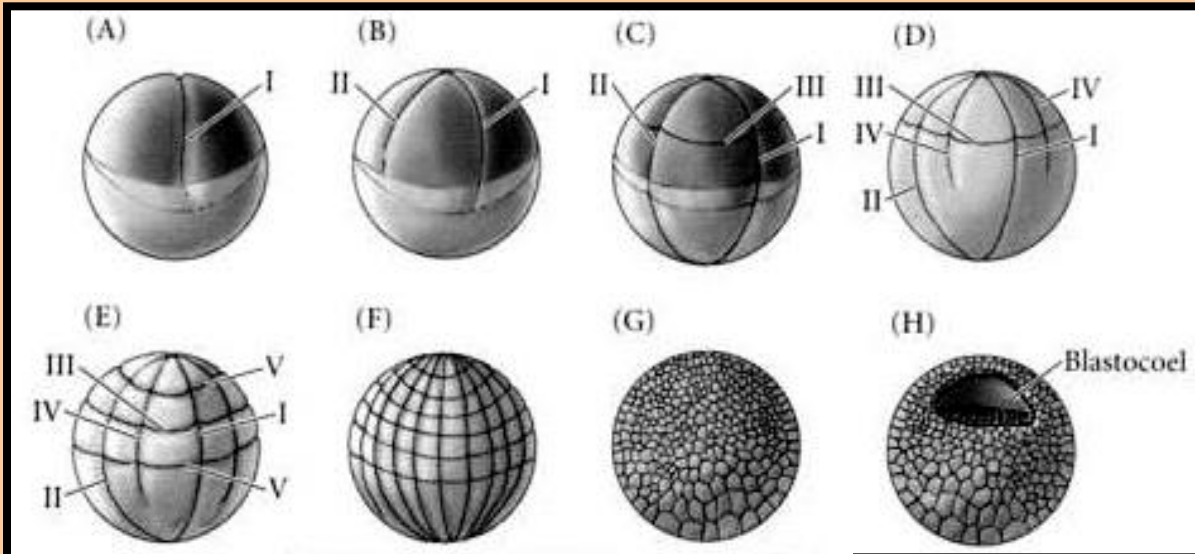 (A)
I
(B)
II
I
(C)
II
III
I
(D)
III
IV
IV
I
II
(E)
III
V
IV
I
II
V
(F)
(G)
(H)
Blastocoel